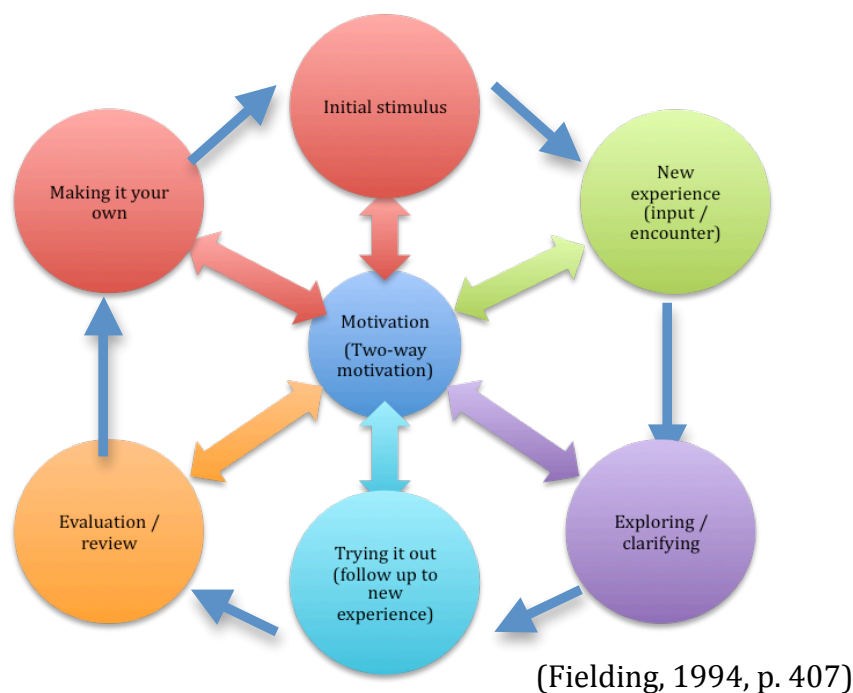 Initial stimulus
New
experience
(input /
encounter)
Exploring /
clarifying
Trying it out
(follow up to
new
experience)
Evaluation /
review
Making it your
own
Motivation
(Two-way
motivation)
(Fielding, 1994, p. 407)